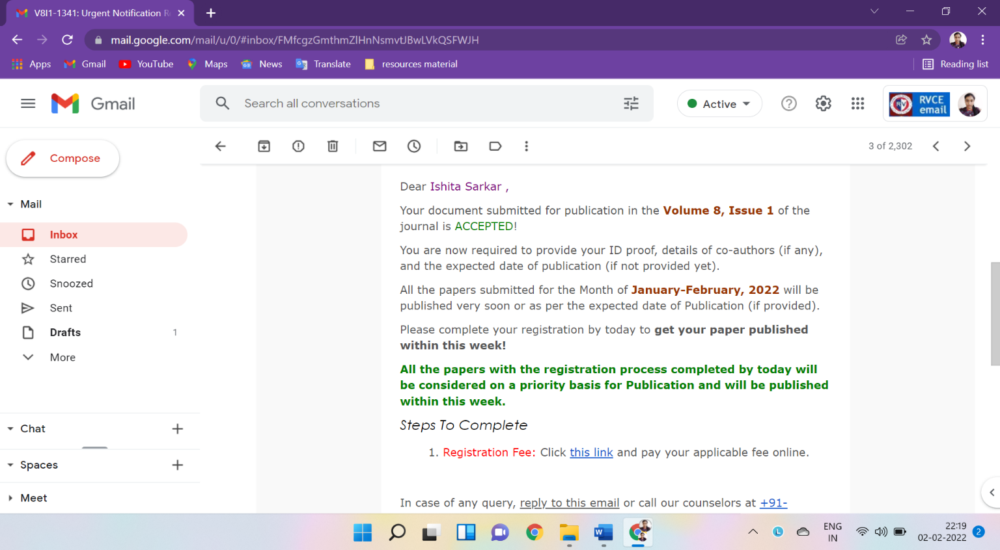 V8I1-1341: Urgent Notification R
mail.google.com/mail/u/0/#inbox/FMfcgzGmthmZlHnNsmvtJBwLVkQSFWJH
Apps Gmail YouTube Maps News Translate resources material Reading list
Gmail
Search all conversations
Active
RVCE
email
Compose
3 of 2,302
Mail
Inbox
Starred
Snoozed
Sent
Drafts 1
More
Chat
Spaces
Meet
Dear Ishita Sarkar ,
Your document submitted for publication in the Volume 8, Issue 1 of the
journal is ACCEPTED!
You are now required to provide your ID proof, details of co-authors (if any),
and the expected date of publication (if not provided yet).
All the papers submitted for the Month of January-February, 2022 will be
published very soon or as per the expected date of Publication (if provided).
Please complete your registration by today to get your paper published
within this week!
All the papers with the registration process completed by today will
be considered on a priority basis for Publication and will be published
within this week.
Steps To Complete
1. Registration Fee: Click this link and pay your applicable fee online.
In case of any query, reply to this email or call our counselors at +91-
ENG
IN
22:19
02-02-2022
2